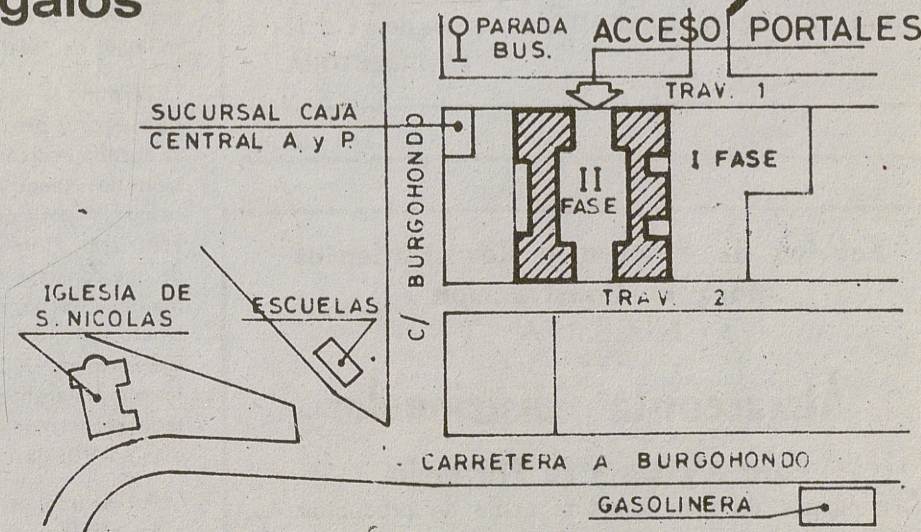 galos
PARADA
BUS.
ACCESO PORTALES
TRAV. 1
SUCURSAL CAJA
CENTRAL A. y P.
C/ BURGOHONDO
II
FASE
I FASE
TRAV. 2
IGLESIA DE
S. NICOLAS
ESCUELAS
CARRETERA A BURGOHONDO
GASOLINERA